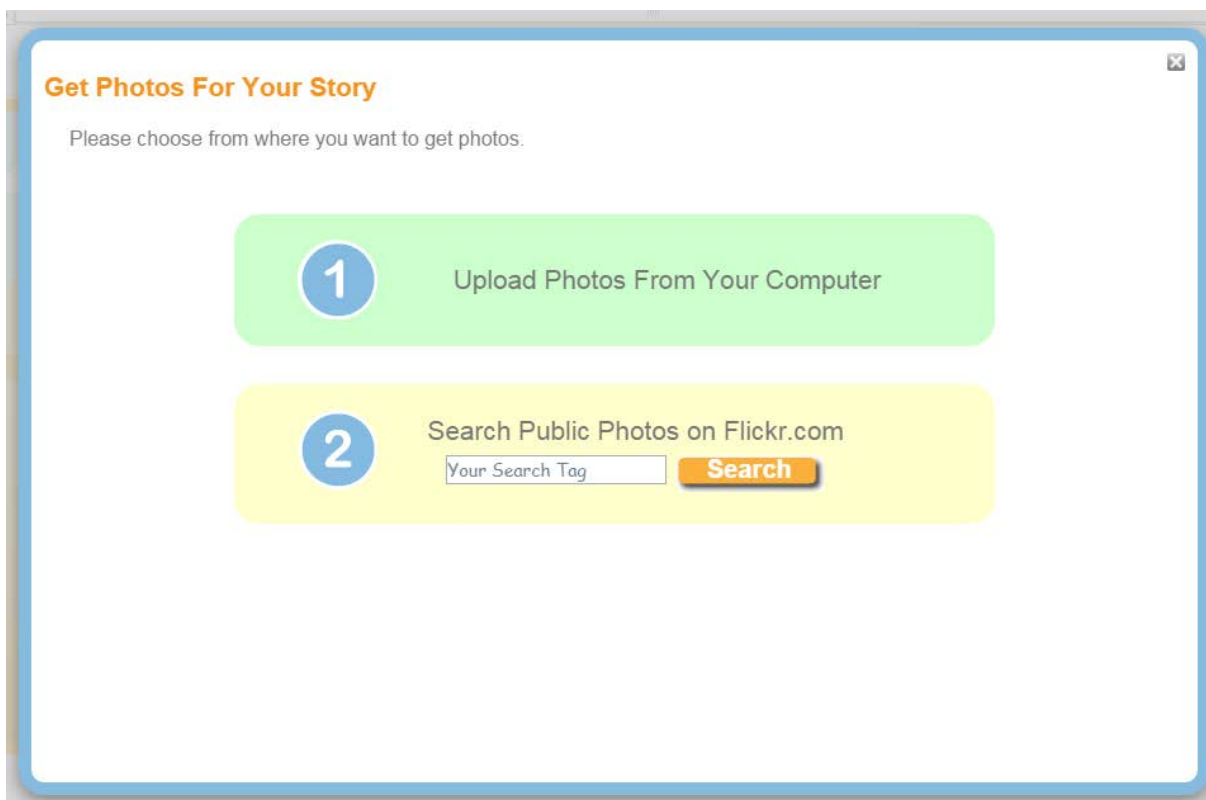 Get Photos For Your Story
Please choose from where you want to get photos.
1
Upload Photos From Your Computer
2
Search Public Photos on Flickr.com
Your Search Tag
Search